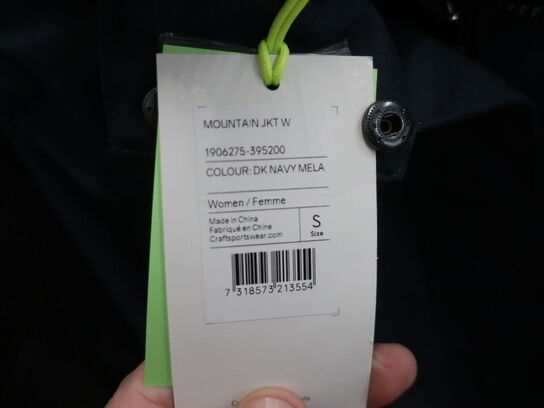 MOUNTAIN JKT W
1906275-395200
COLOUR: DK NAVY MELA
Women / Femme
Made in China
Fabriqué en Chine
Craftsportswear.com
S
Size
7 318573 213554